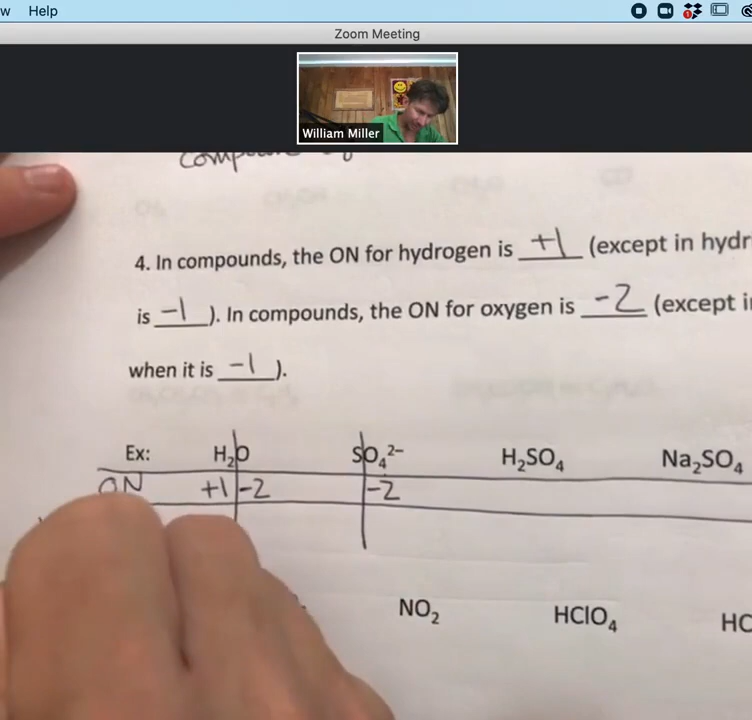 w Help
Zoom Meeting
William Miller
4. In compounds, the ON for hydrogen is +1 (except in hydr
is -1 ). In compounds, the ON for oxygen is -2 (except i
when it is -1 ).
Ex: H₂O SO₄²⁻ H₂SO₄ Na₂SO₄
ON +1 -2 -2
NO₂ HClO₄ HC